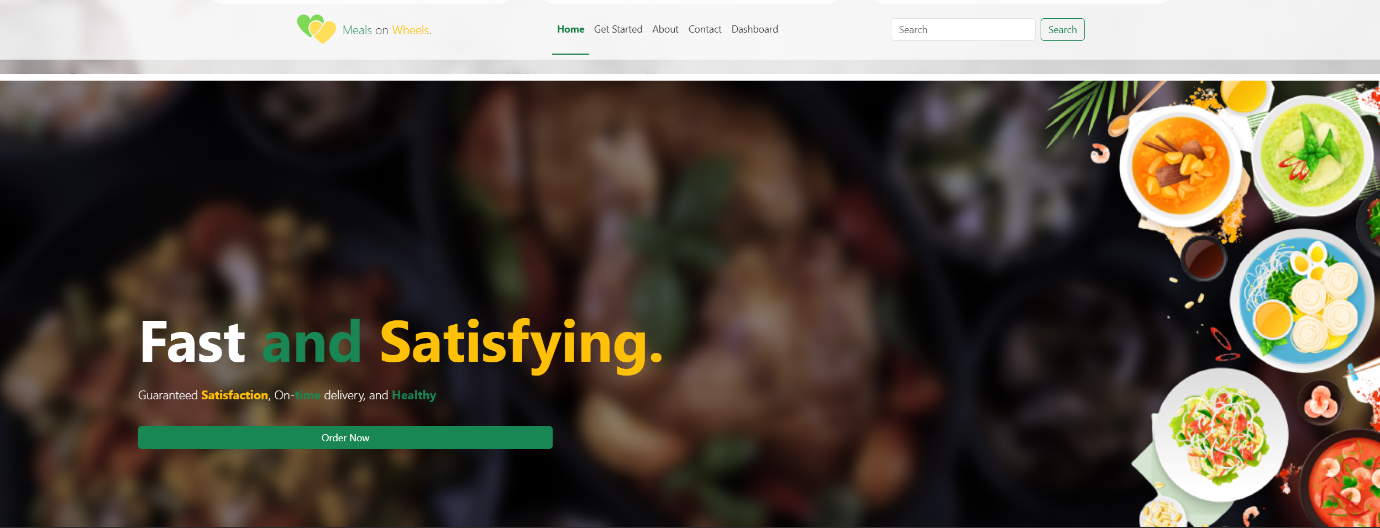 Meals on Wheels.
Home Get Started About Contact Dashboard
Search Search
Fast and Satisfying.
Guaranteed Satisfaction, On-time delivery, and Healthy
Order Now